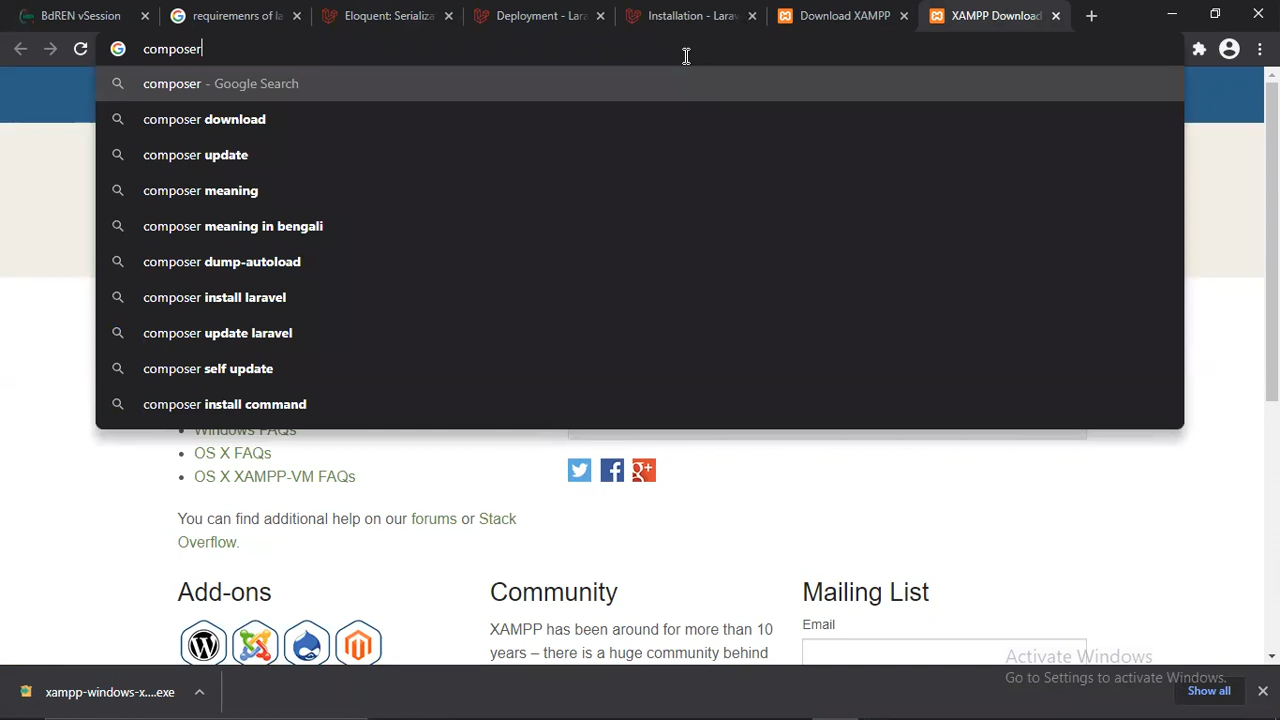 BdREN vSession
requiremenrs of la
Eloquent: Serializa
Deployment - Lara
Installation - Larav
Download XAMPP
XAMPP Download
composer
composer - Google Search
composer download
composer update
composer meaning
composer meaning in bengali
composer dump-autoload
composer install laravel
composer update laravel
composer self update
composer install command
Windows FAQs
OS X FAQs
OS X XAMPP-VM FAQs
You can find additional help on our forums or Stack
Overflow.
Add-ons
Community
XAMPP has been around for more than 10
years – there is a huge community behind
Mailing List
Email
Activate Windows
Go to Settings to activate Windows.
xampp-windows-x....exe
Show all